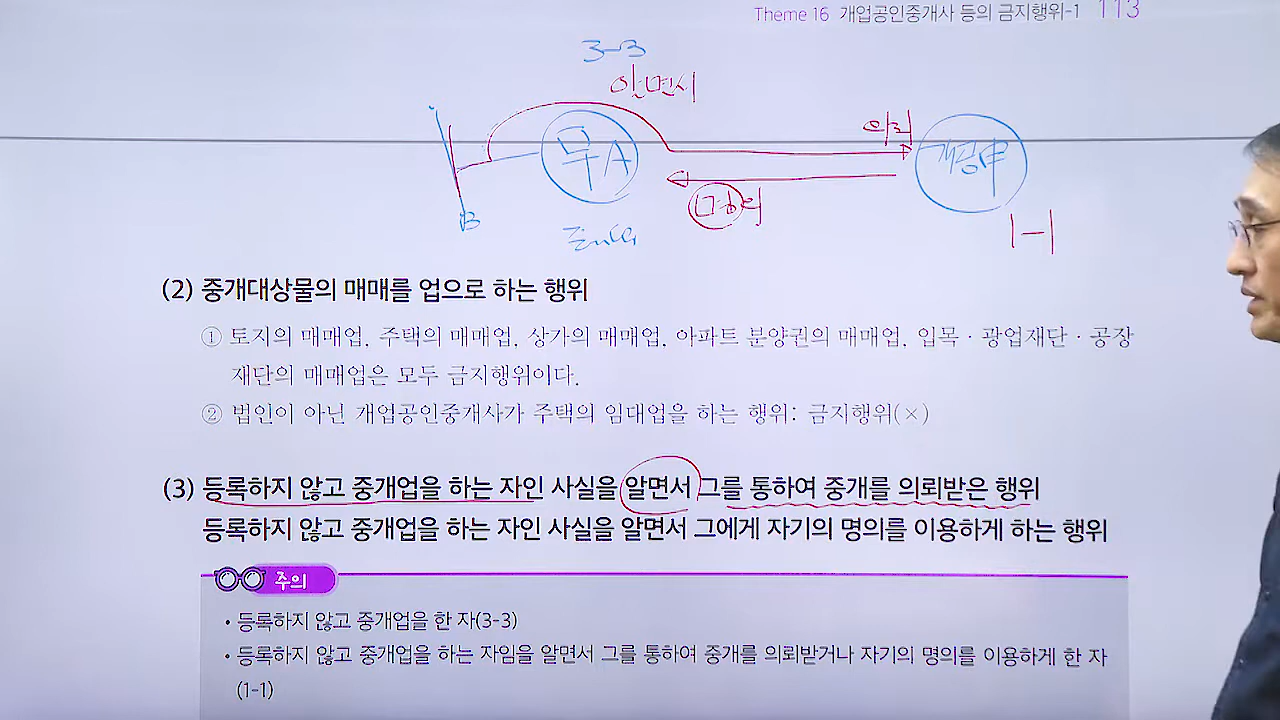 Theme 16 개업공인중개사 등의 금지행위-1 113
3-3
알면서
의뢰
무A
개공甲
B
명의
1-1
(2) 중개대상물의 매매를 업으로 하는 행위
① 토지의 매매업, 주택의 매매업, 상가의 매매업, 아파트 분양권의 매매업, 입목·광업재단·공장
재단의 매매업은 모두 금지행위이다.
② 법인이 아닌 개업공인중개사가 주택의 임대업을 하는 행위: 금지행위(×)
(3) 등록하지 않고 중개업을 하는 자인 사실을 알면서 그를 통하여 중개를 의뢰받은 행위
등록하지 않고 중개업을 하는 자인 사실을 알면서 그에게 자기의 명의를 이용하게 하는 행위
주의
• 등록하지 않고 중개업을 한 자(3-3)
• 등록하지 않고 중개업을 하는 자임을 알면서 그를 통하여 중개를 의뢰받거나 자기의 명의를 이용하게 한 자
(1-1)